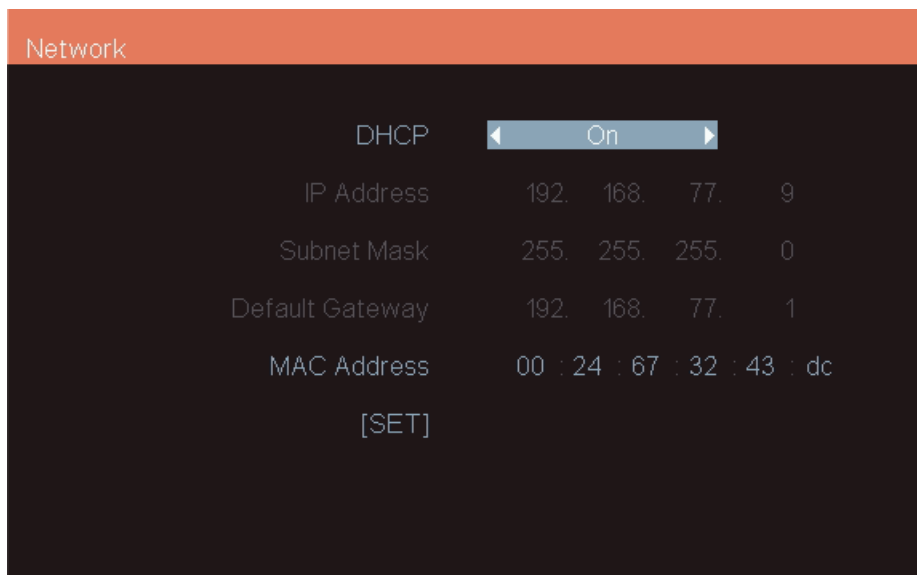 Network
DHCP On
IP Address 192. 168. 77. 9
Subnet Mask 255. 255. 255. 0
Default Gateway 192. 168. 77. 1
MAC Address 00 : 24 : 67 : 32 : 43 : dc
[SET]